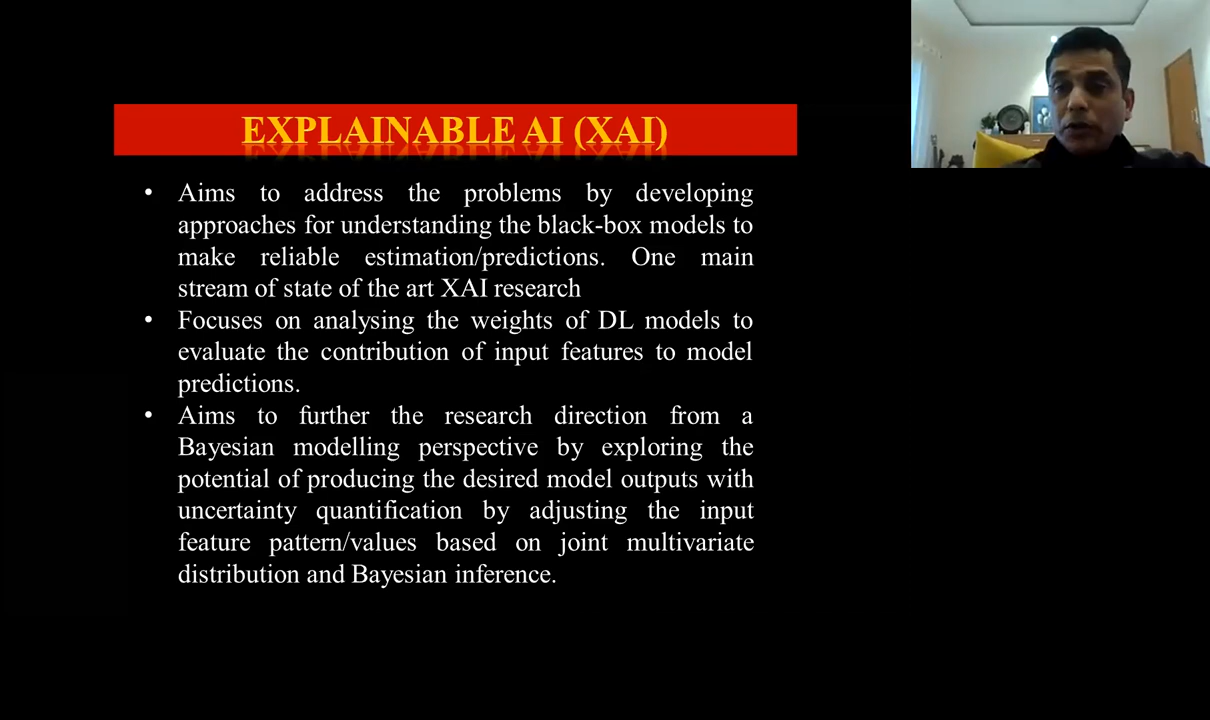 EXPLAINABLE AI (XAI)
• Aims to address the problems by developing
approaches for understanding the black-box models to
make reliable estimation/predictions. One main
stream of state of the art XAI research
• Focuses on analysing the weights of DL models to
evaluate the contribution of input features to model
predictions.
• Aims to further the research direction from a
Bayesian modelling perspective by exploring the
potential of producing the desired model outputs with
uncertainty quantification by adjusting the input
feature pattern/values based on joint multivariate
distribution and Bayesian inference.